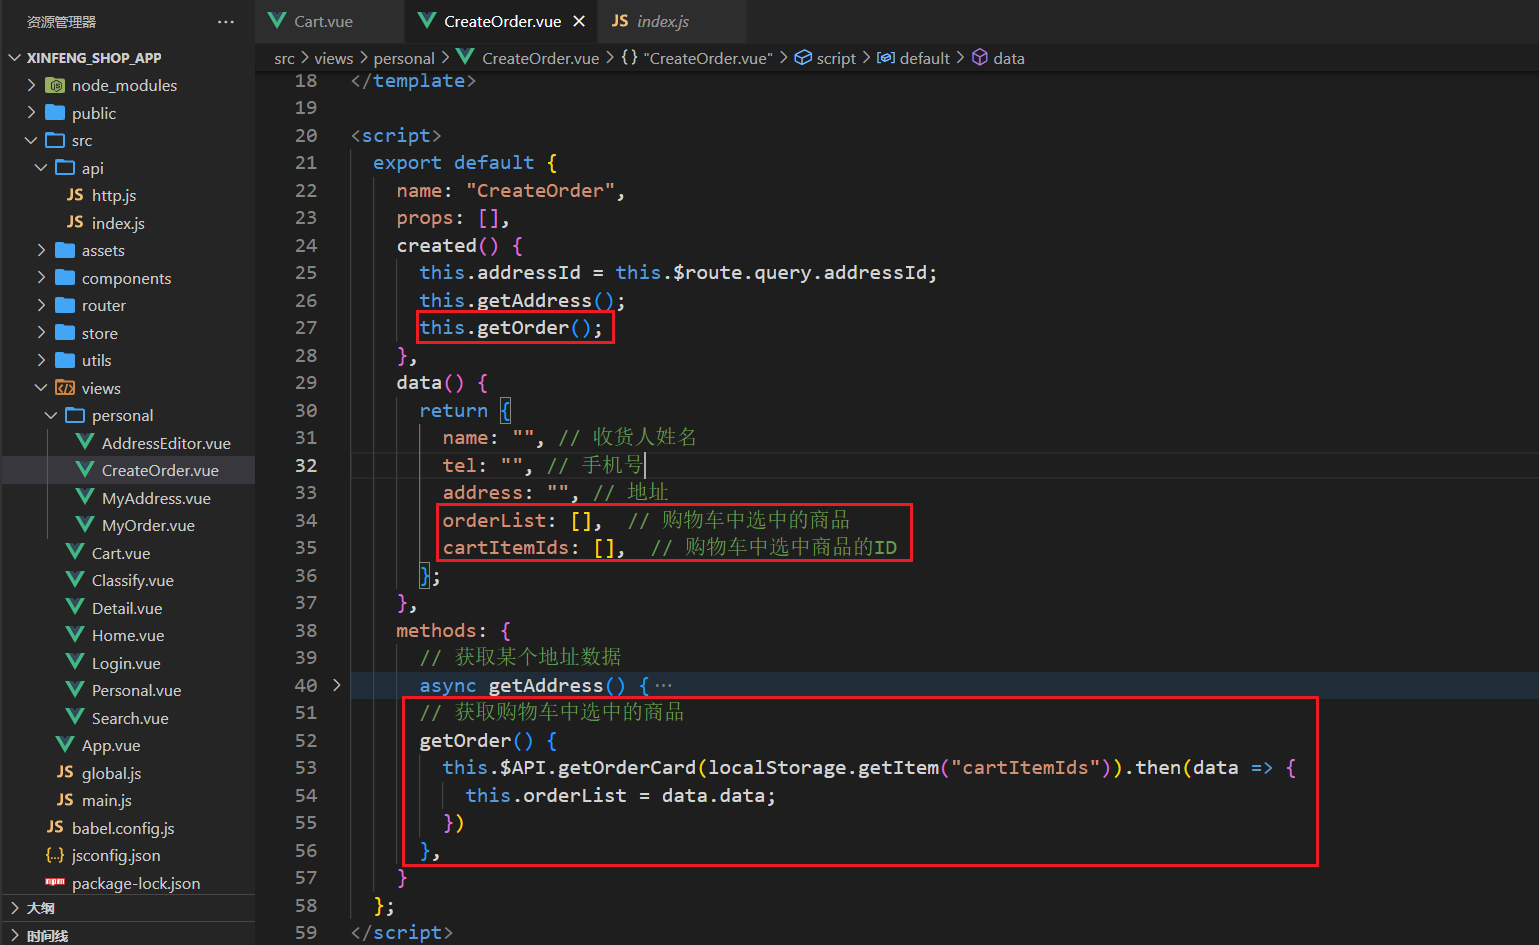 资源管理器 ···
XINFENG_SHOP_APP
node_modules
public
src
api
JS http.js
JS index.js
assets
components
router
store
utils
views
personal
AddressEditor.vue
CreateOrder.vue
MyAddress.vue
MyOrder.vue
Cart.vue
Classify.vue
Detail.vue
Home.vue
Login.vue
Personal.vue
Search.vue
App.vue
JS global.js
JS main.js
JS babel.config.js
{..} jsconfig.json
npm package-lock.json
大纲
时间线
Cart.vue
CreateOrder.vue
JS index.js
src > views > personal > CreateOrder.vue > {} "CreateOrder.vue" > script > default > data
18 </template>
19
20 <script>
21 export default {
22 name: "CreateOrder",
23 props: [],
24 created() {
25 this.addressId = this.$route.query.addressId;
26 this.getAddress();
27 this.getOrder();
28 },
29 data() {
30 return {
31 name: "", // 收货人姓名
32 tel: "", // 手机号
33 address: "", // 地址
34 orderList: [], // 购物车中选中的商品
35 cartItemIds: [], // 购物车中选中商品的ID
36 };
37 },
38 methods: {
39 // 获取某个地址数据
40 async getAddress() { ···
51 // 获取购物车中选中的商品
52 getOrder() {
53 this.$API.getOrderCard(localStorage.getItem("cartItemIds")).then(data => {
54 this.orderList = data.data;
55 })
56 },
57 }
58 };
59 </script>